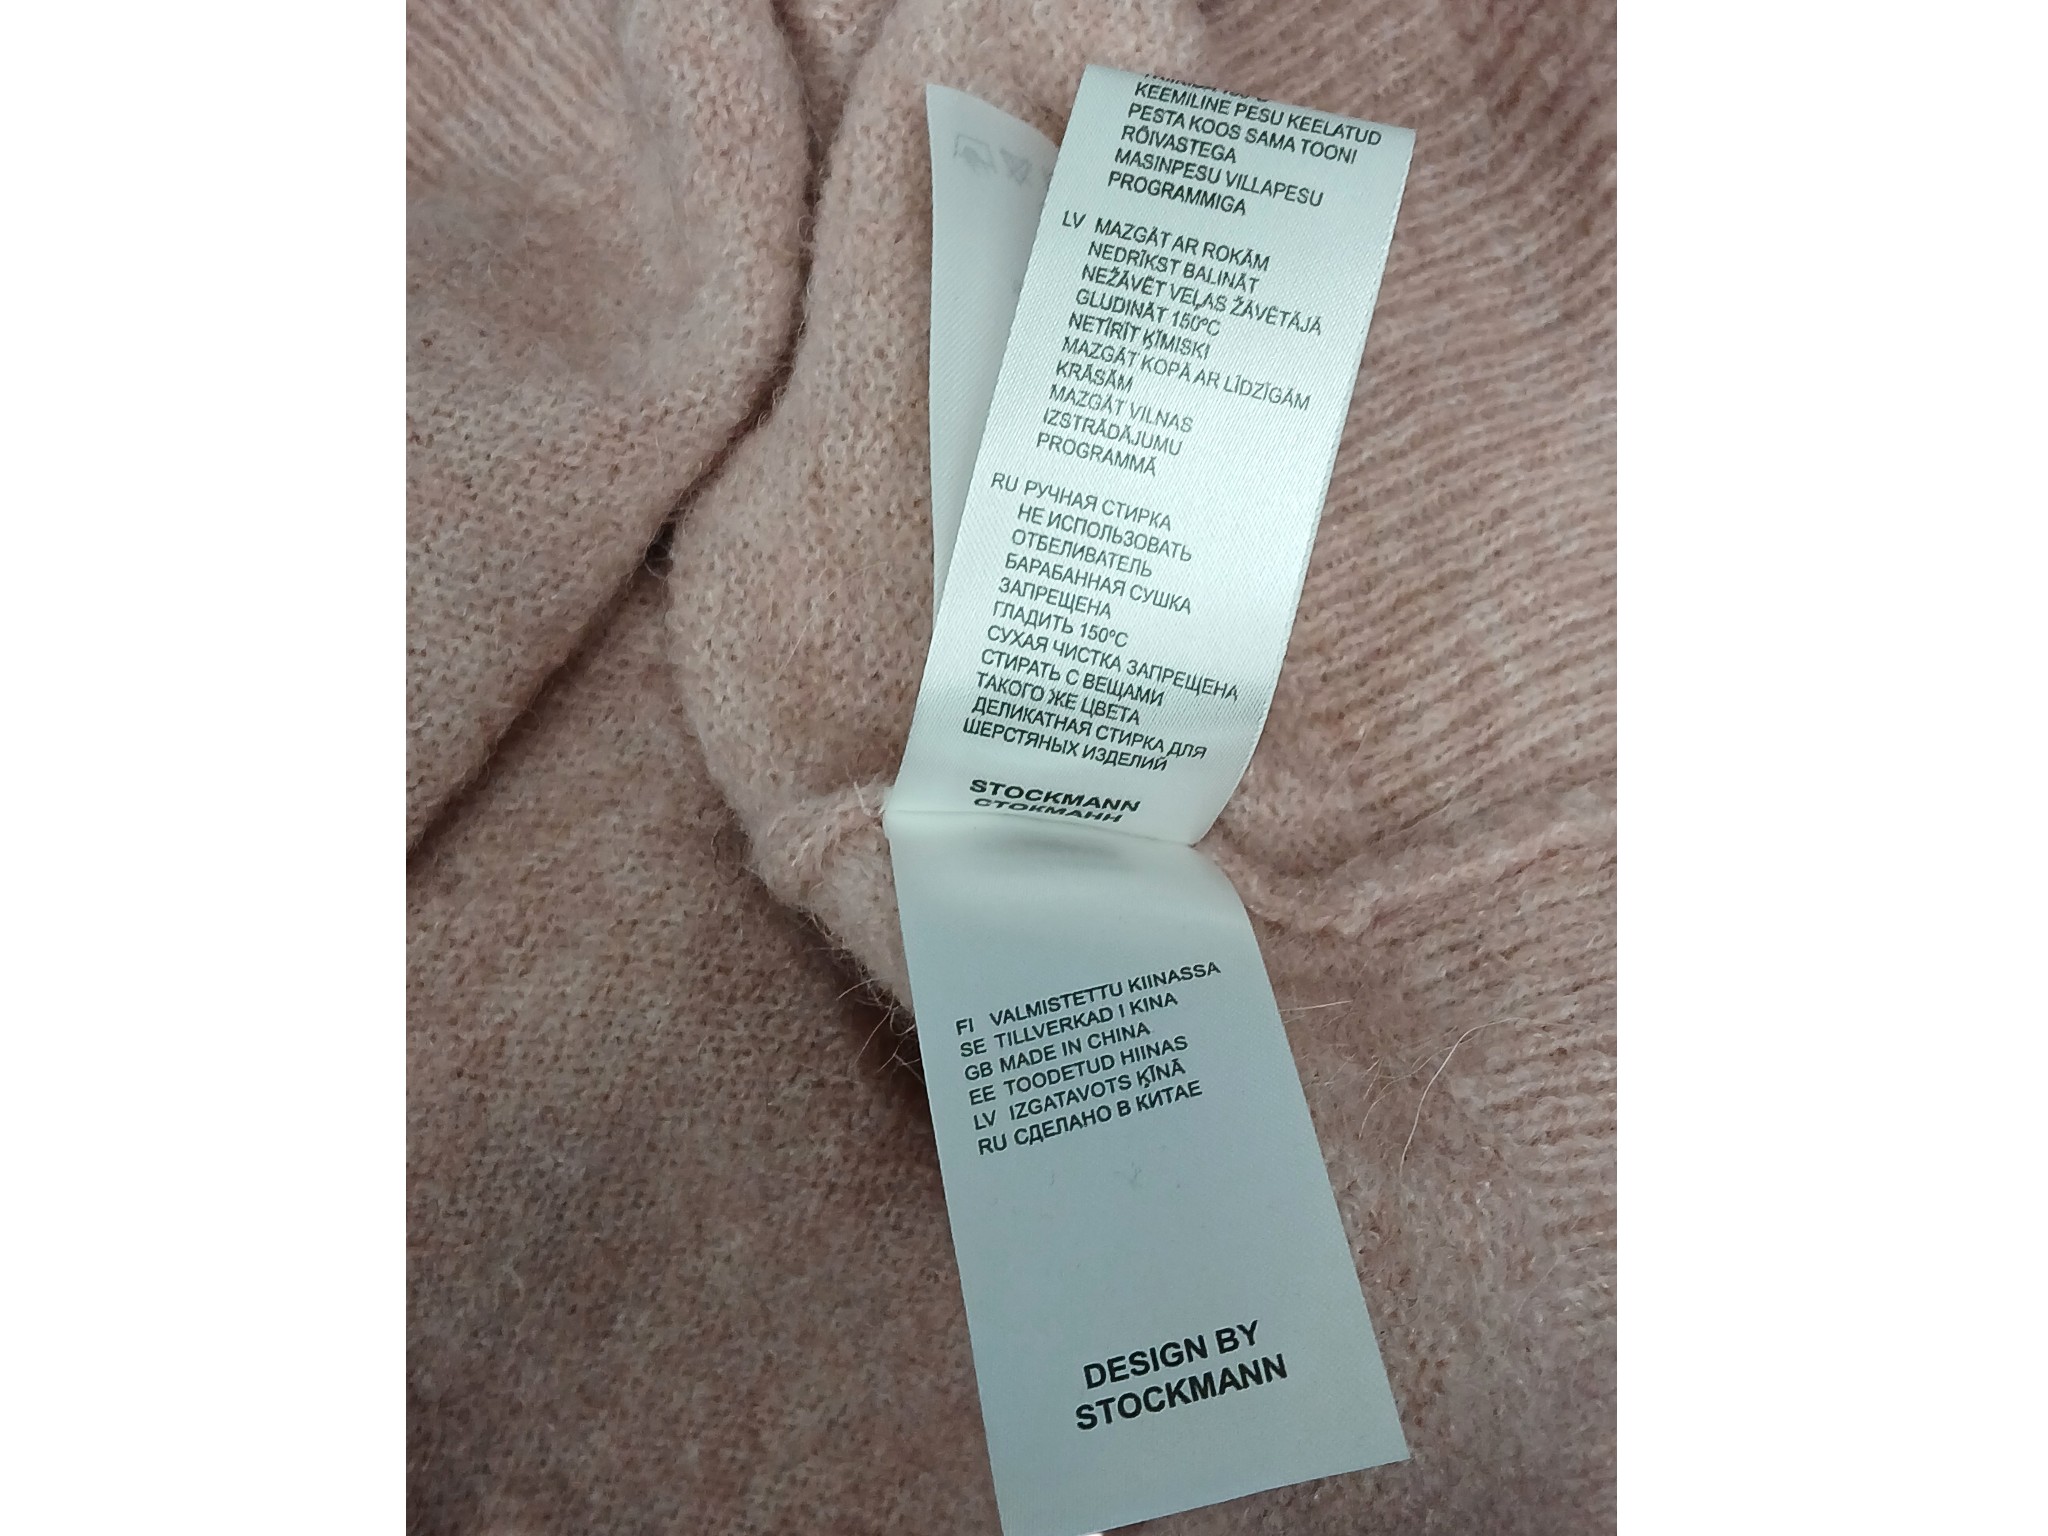 KEEMILINE PESU KEELATUD
PESTA KOOS SAMA TOONI
RÕIVASTEGA
MASINPESU VILLAPESU
PROGRAMMIGA
LV MAZGĀT AR ROKĀM
NEDRĪKST BALINĀT
NEŽĀVĒT VEĻAS ŽĀVĒTĀJĀ
GLUDINĀT 150ºC
NETĪRĪT ĶĪMISKI
MAZGĀT KOPĀ AR LĪDZĪGĀM
KRĀSĀM
MAZGĀT VILNAS
IZSTRĀDĀJUMU
PROGRAMMĀ
RU РУЧНАЯ СТИРКА
НЕ ИСПОЛЬЗОВАТЬ
ОТБЕЛИВАТЕЛЬ
БАРАБАННАЯ СУШКА
ЗАПРЕЩЕНА
ГЛАДИТЬ 150ºC
СУХАЯ ЧИСТКА ЗАПРЕЩЕНА
СТИРАТЬ С ВЕЩАМИ
ТАКОГО ЖЕ ЦВЕТА
ДЕЛИКАТНАЯ СТИРКА ДЛЯ
ШЕРСТЯНЫХ ИЗДЕЛИЙ
STOCKMANN
СТОКМАНН
FI VALMISTETTU KIINASSA
SE TILLVERKAD I KINA
GB MADE IN CHINA
EE TOODETUD HIINAS
LV IZGATAVOTS ĶĪNĀ
RU СДЕЛАНО В КИТАЕ
DESIGN BY
STOCKMANN